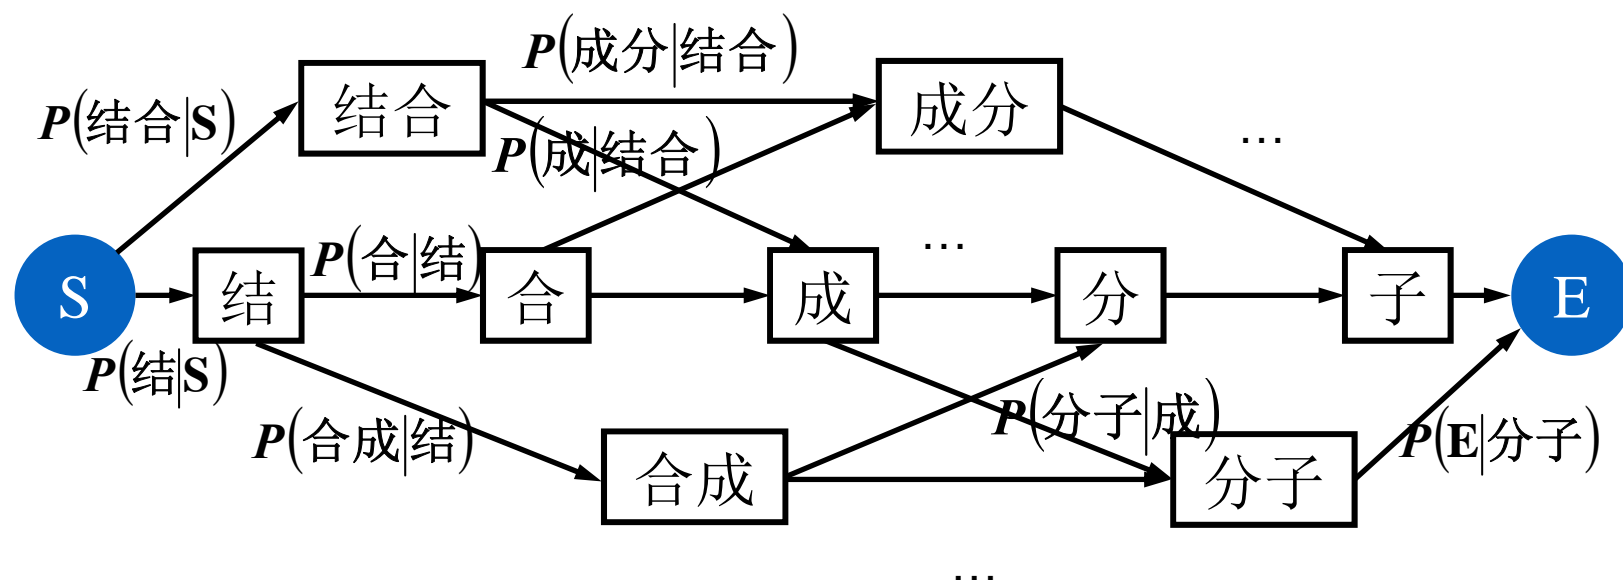 P(成分|结合)
结合
成分
P(结合|S)
…
P(成|结合)
P(合|结)
…
S
结
合
成
分
子
E
P(结|S)
P(合成|结)
P(分子|成)
P(E|分子)
合成
分子
…